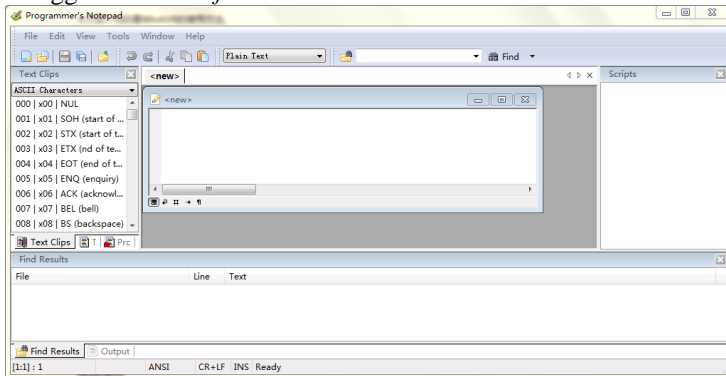 Programmer's Notepad
File Edit View Tools Window Help
Plain Text Find
Text Clips
<new>
Scripts
ASCII Characters
<new>
000 | x00 | NUL
001 | x01 | SOH (start of ...
002 | x02 | STX (start of t...
003 | x03 | ETX (nd of te...
004 | x04 | EOT (end of t...
005 | x05 | ENQ (enquiry)
006 | x06 | ACK (acknowl...
007 | x07 | BEL (bell)
008 | x08 | BS (backspace)
Text Clips T Prc
Find Results
File Line Text
Find Results Output
[1:1] : 1 ANSI CR+LF INS Ready